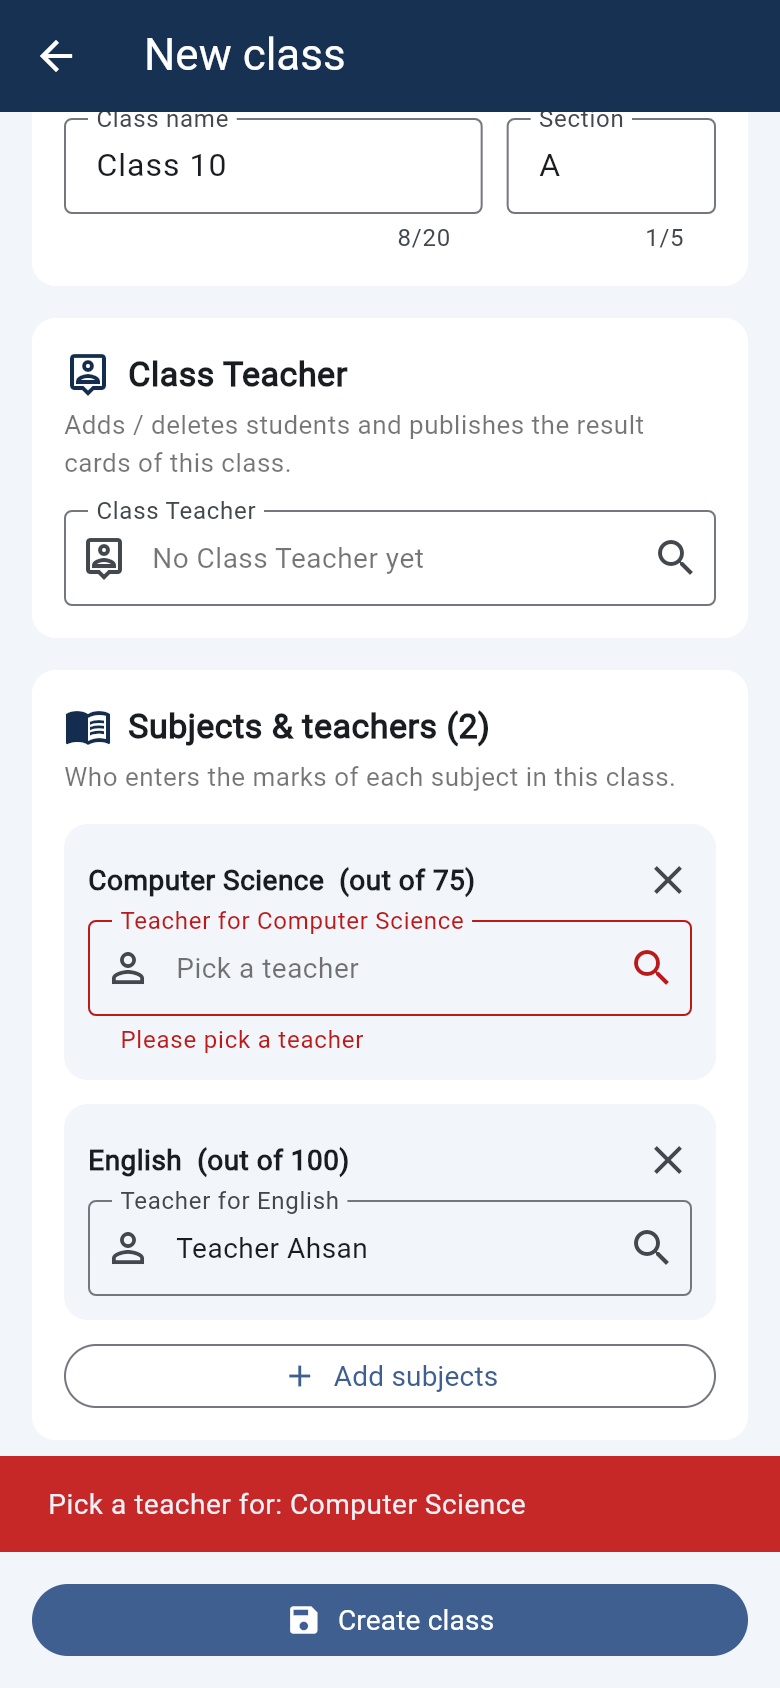 New class
Class name
Section
Class 10
A
8/20
1/5
Class Teacher
Adds / deletes students and publishes the result
cards of this class.
Class Teacher
No Class Teacher yet
Subjects & teachers (2)
Who enters the marks of each subject in this class.
Computer Science (out of 75)
Teacher for Computer Science
Pick a teacher
Please pick a teacher
English (out of 100)
Teacher for English
Teacher Ahsan
Add subjects
Pick a teacher for: Computer Science
Create class